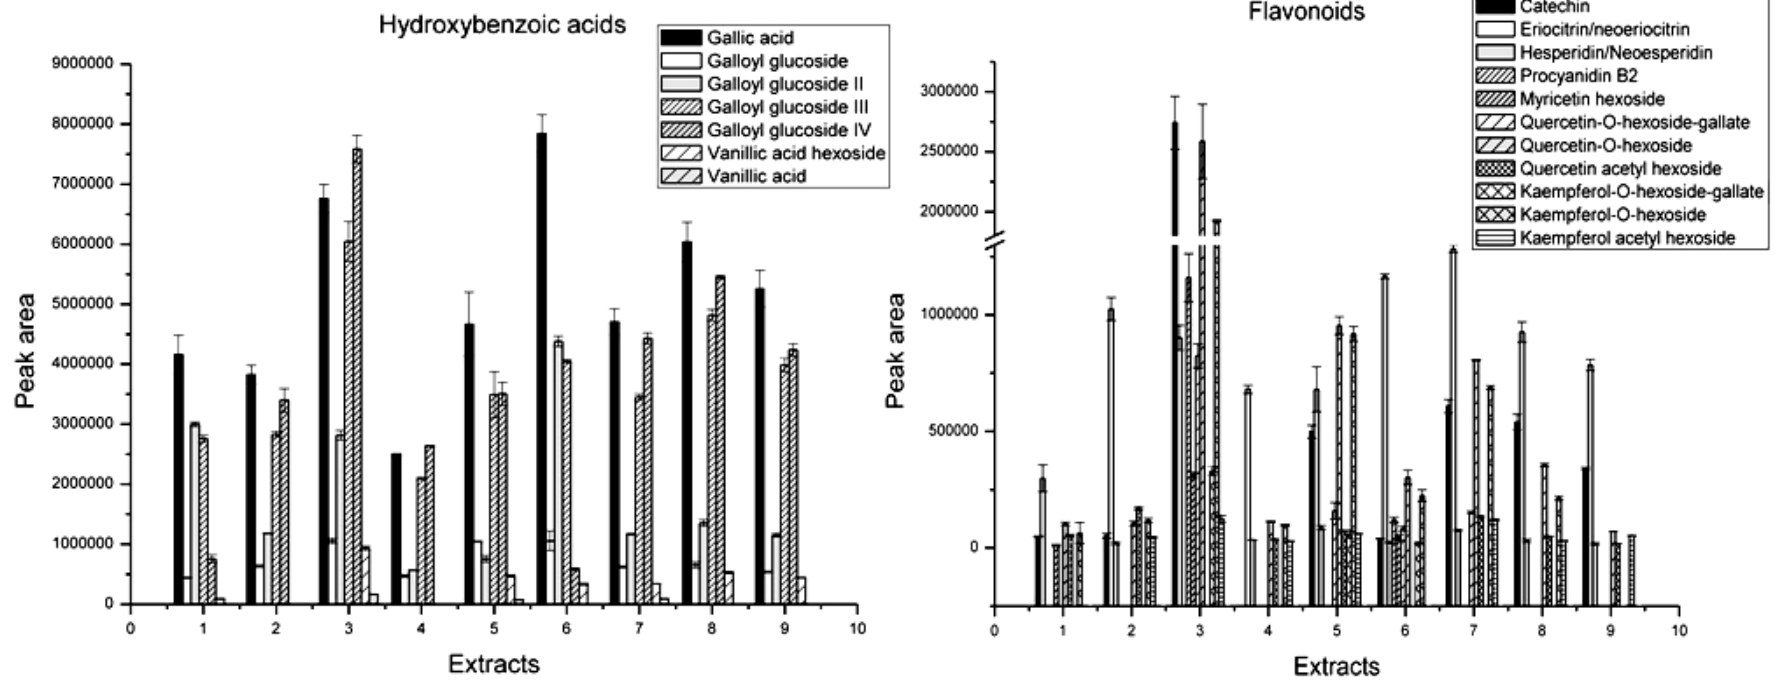 Hydroxybenzoic acids
Gallic acid
Galloyl glucoside
Galloyl glucoside II
Galloyl glucoside III
Galloyl glucoside IV
Vanillic acid hexoside
Vanillic acid
9000000
8000000
7000000
6000000
5000000
4000000
3000000
2000000
1000000
0
Peak area
0 1 2 3 4 5 6 7 8 9 10
Extracts
Flavonoids
Catechin
Eriocitrin/neoeriocitrin
Hesperidin/Neoesperidin
Procyanidin B2
Myricetin hexoside
Quercetin-O-hexoside-gallate
Quercetin-O-hexoside
Quercetin acetyl hexoside
Kaempferol-O-hexoside-gallate
Kaempferol-O-hexoside
Kaempferol acetyl hexoside
3000000
2500000
2000000
1000000
500000
0
Peak area
0 1 2 3 4 5 6 7 8 9 10
Extracts